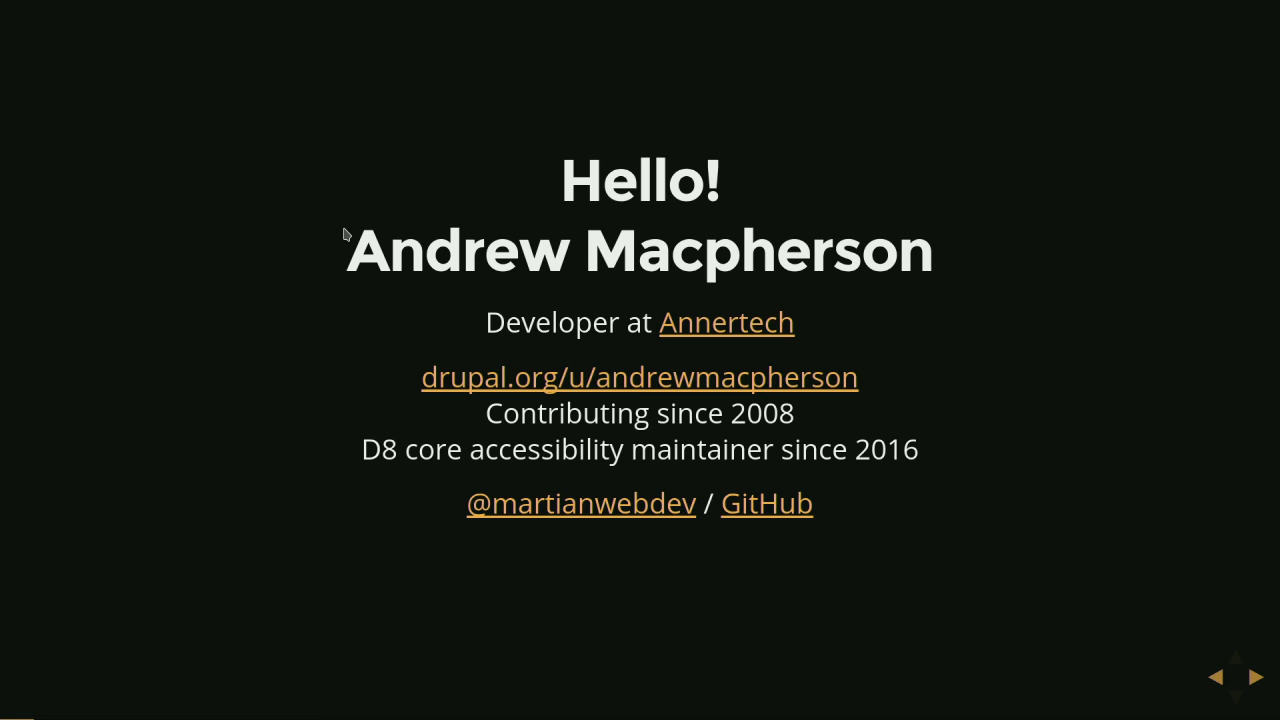 Hello!
Andrew Macpherson
Developer at Annertech
drupal.org/u/andrewmacpherson
Contributing since 2008
D8 core accessibility maintainer since 2016
@martianwebdev / GitHub